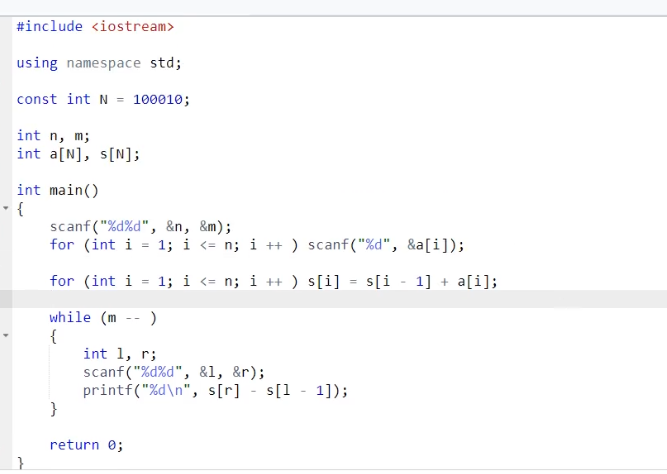 #include <iostream>
using namespace std;
const int N = 100010;
int n, m;
int a[N], s[N];
int main()
{
    scanf("%d%d", &n, &m);
    for (int i = 1; i <= n; i ++ ) scanf("%d", &a[i]);
    for (int i = 1; i <= n; i ++ ) s[i] = s[i - 1] + a[i];
    while (m -- )
    {
        int l, r;
        scanf("%d%d", &l, &r);
        printf("%d\n", s[r] - s[l - 1]);
    }
    return 0;
}